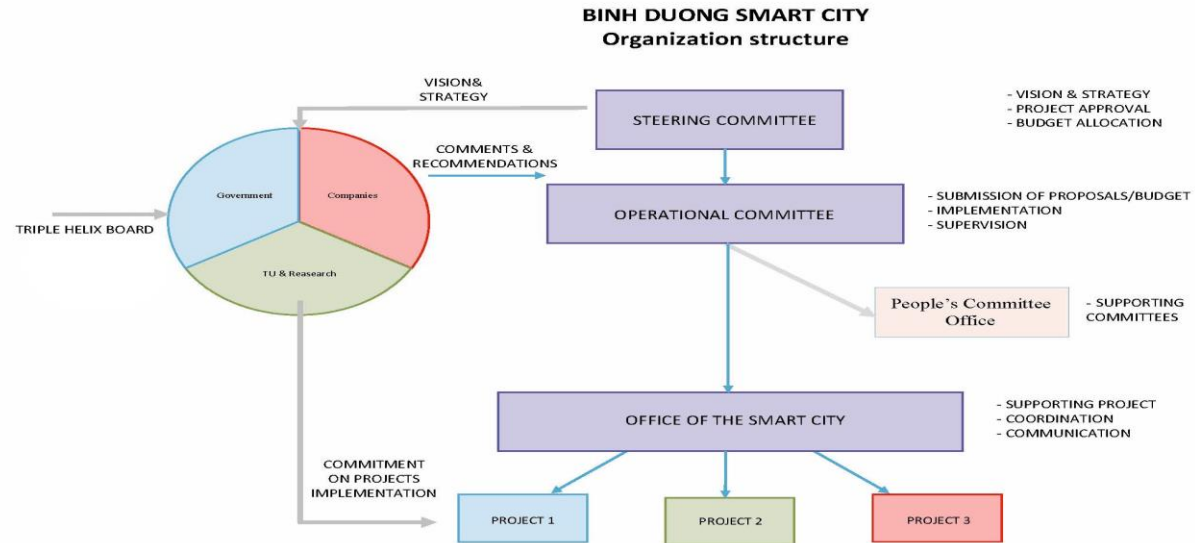 BINH DUONG SMART CITY
Organization structure
VISION&
STRATEGY
STEERING COMMITTEE
- VISION & STRATEGY
- PROJECT APPROVAL
- BUDGET ALLOCATION
COMMENTS &
RECOMMENDATIONS
Government
Companies
TU & Reasearch
TRIPLE HELIX BOARD
OPERATIONAL COMMITTEE
- SUBMISSION OF PROPOSALS/BUDGET
- IMPLEMENTATION
- SUPERVISION
People's Committee
Office
- SUPPORTING
COMMITTEES
OFFICE OF THE SMART CITY
- SUPPORTING PROJECT
- COORDINATION
- COMMUNICATION
COMMITMENT
ON PROJECTS
IMPLEMENTATION
PROJECT 1
PROJECT 2
PROJECT 3